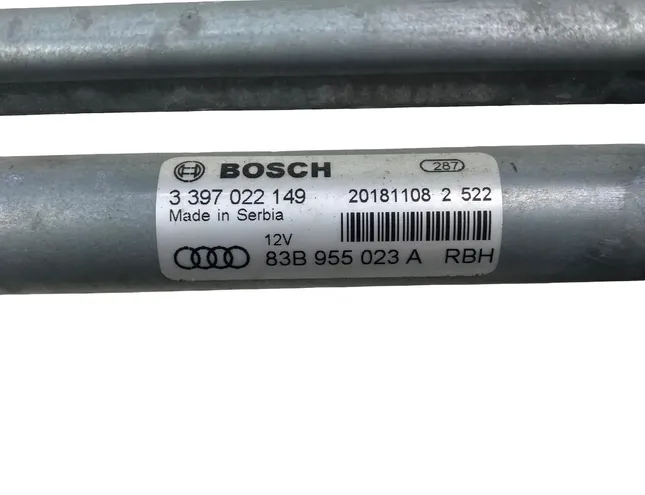 BOSCH 287
3 397 022 149 20181108 2 522
Made in Serbia
12V
83B 955 023 A RBH